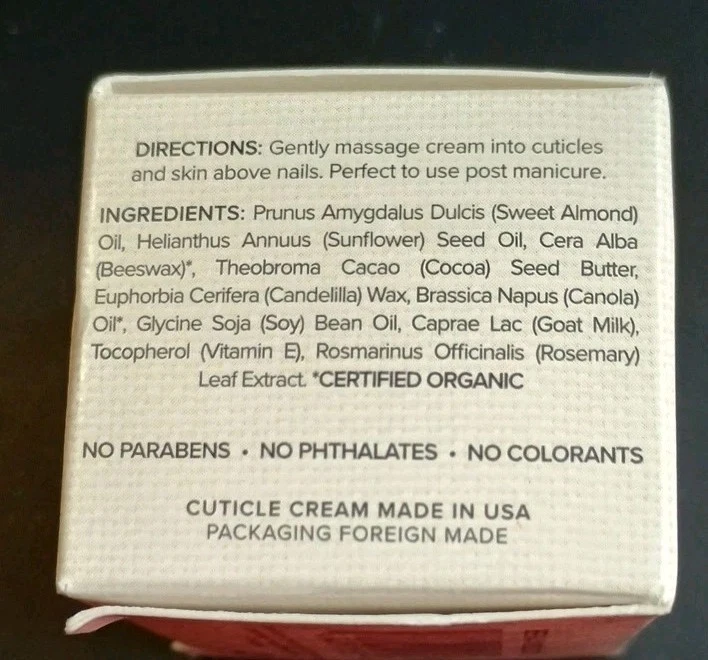 DIRECTIONS: Gently massage cream into cuticles
and skin above nails. Perfect to use post manicure.
INGREDIENTS: Prunus Amygdalus Dulcis (Sweet Almond)
Oil, Helianthus Annuus (Sunflower) Seed Oil, Cera Alba
(Beeswax)*, Theobroma Cacao (Cocoa) Seed Butter,
Euphorbia Cerifera (Candelilla) Wax, Brassica Napus (Canola)
Oil*, Glycine Soja (Soy) Bean Oil, Caprae Lac (Goat Milk),
Tocopherol (Vitamin E), Rosmarinus Officinalis (Rosemary)
Leaf Extract. *CERTIFIED ORGANIC
NO PARABENS • NO PHTHALATES • NO COLORANTS
CUTICLE CREAM MADE IN USA
PACKAGING FOREIGN MADE